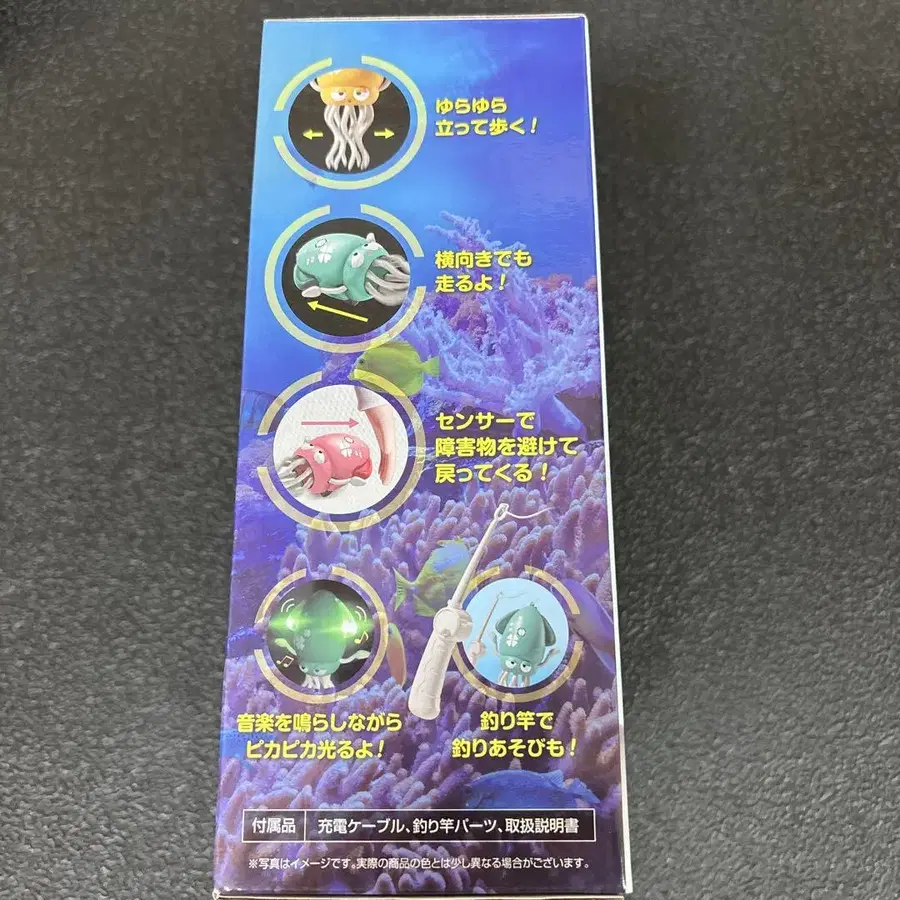 ゆらゆら
立って歩く!
横向きでも
走るよ!
センサーで
障害物を避けて
戻ってくる!
音楽を鳴らしながら
ピカピカ光るよ!
釣り竿で
釣りあそびも!
付属品 充電ケーブル、釣り竿パーツ、取扱説明書
※写真はイメージです。実際の商品の色とは少し異なる場合がございます。